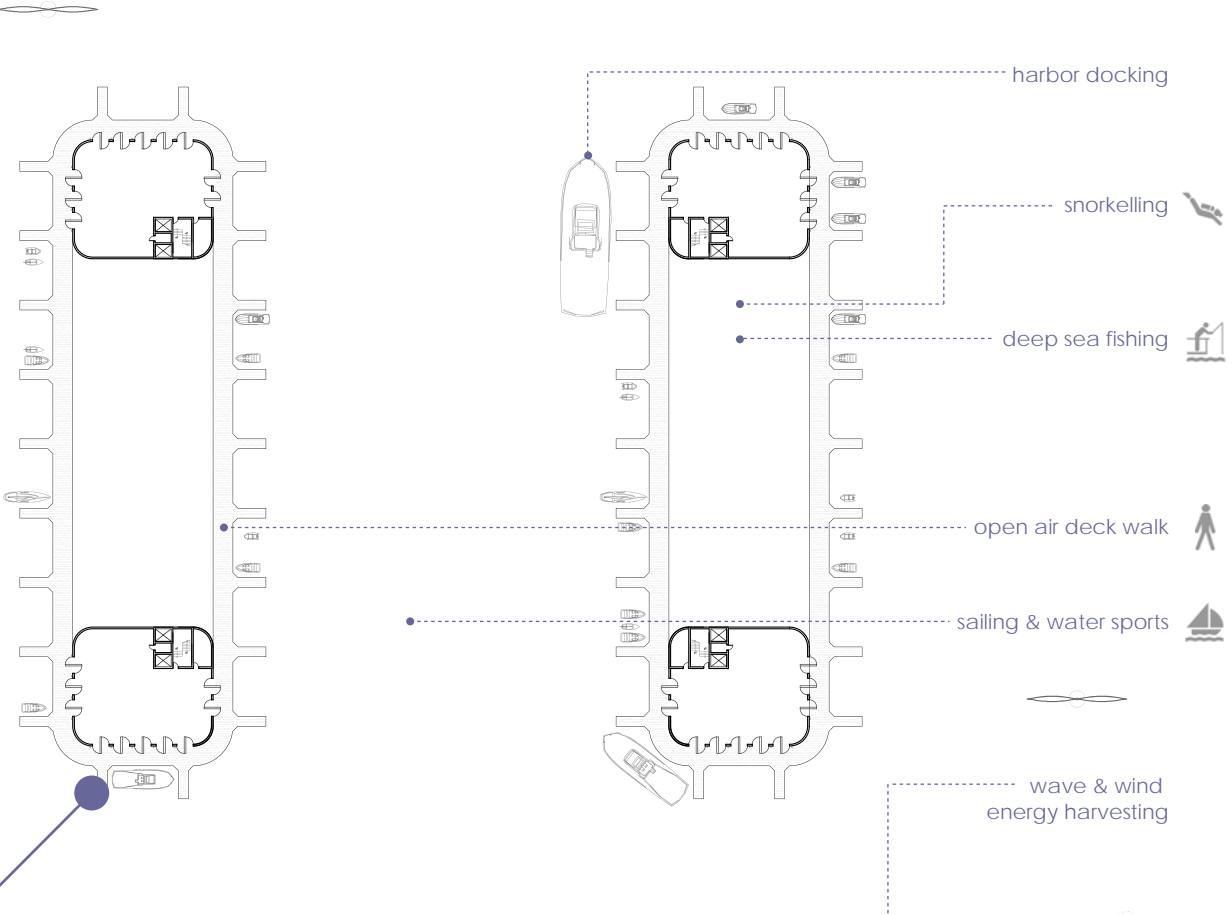 harbor docking
snorkelling
deep sea fishing
open air deck walk
sailing & water sports
wave & wind
energy harvesting